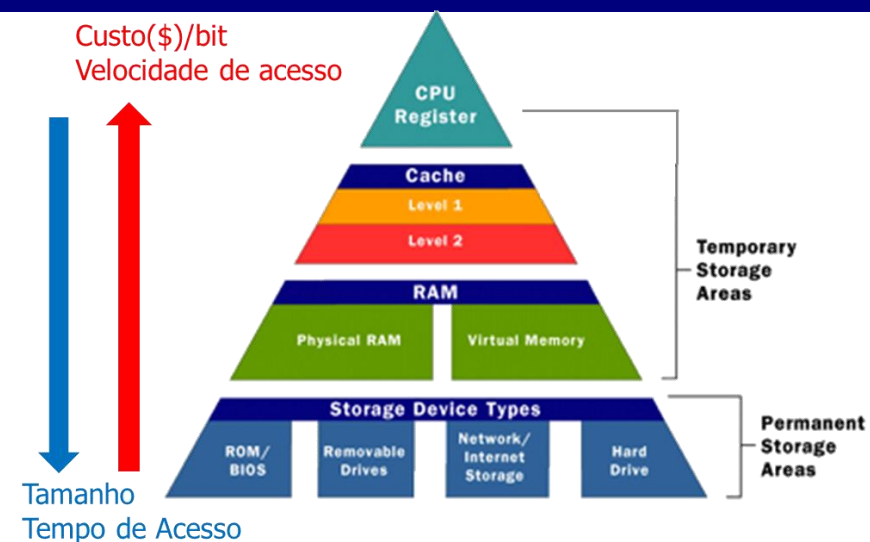 Custo($)/bit
Velocidade de acesso
CPU
Register
Cache
Level 1
Level 2
RAM
Physical RAM
Virtual Memory
Temporary
Storage
Areas
Storage Device Types
ROM/
BIOS
Removable
Drives
Network/
Internet
Storage
Hard
Drive
Permanent
Storage
Areas
Tamanho
Tempo de Acesso